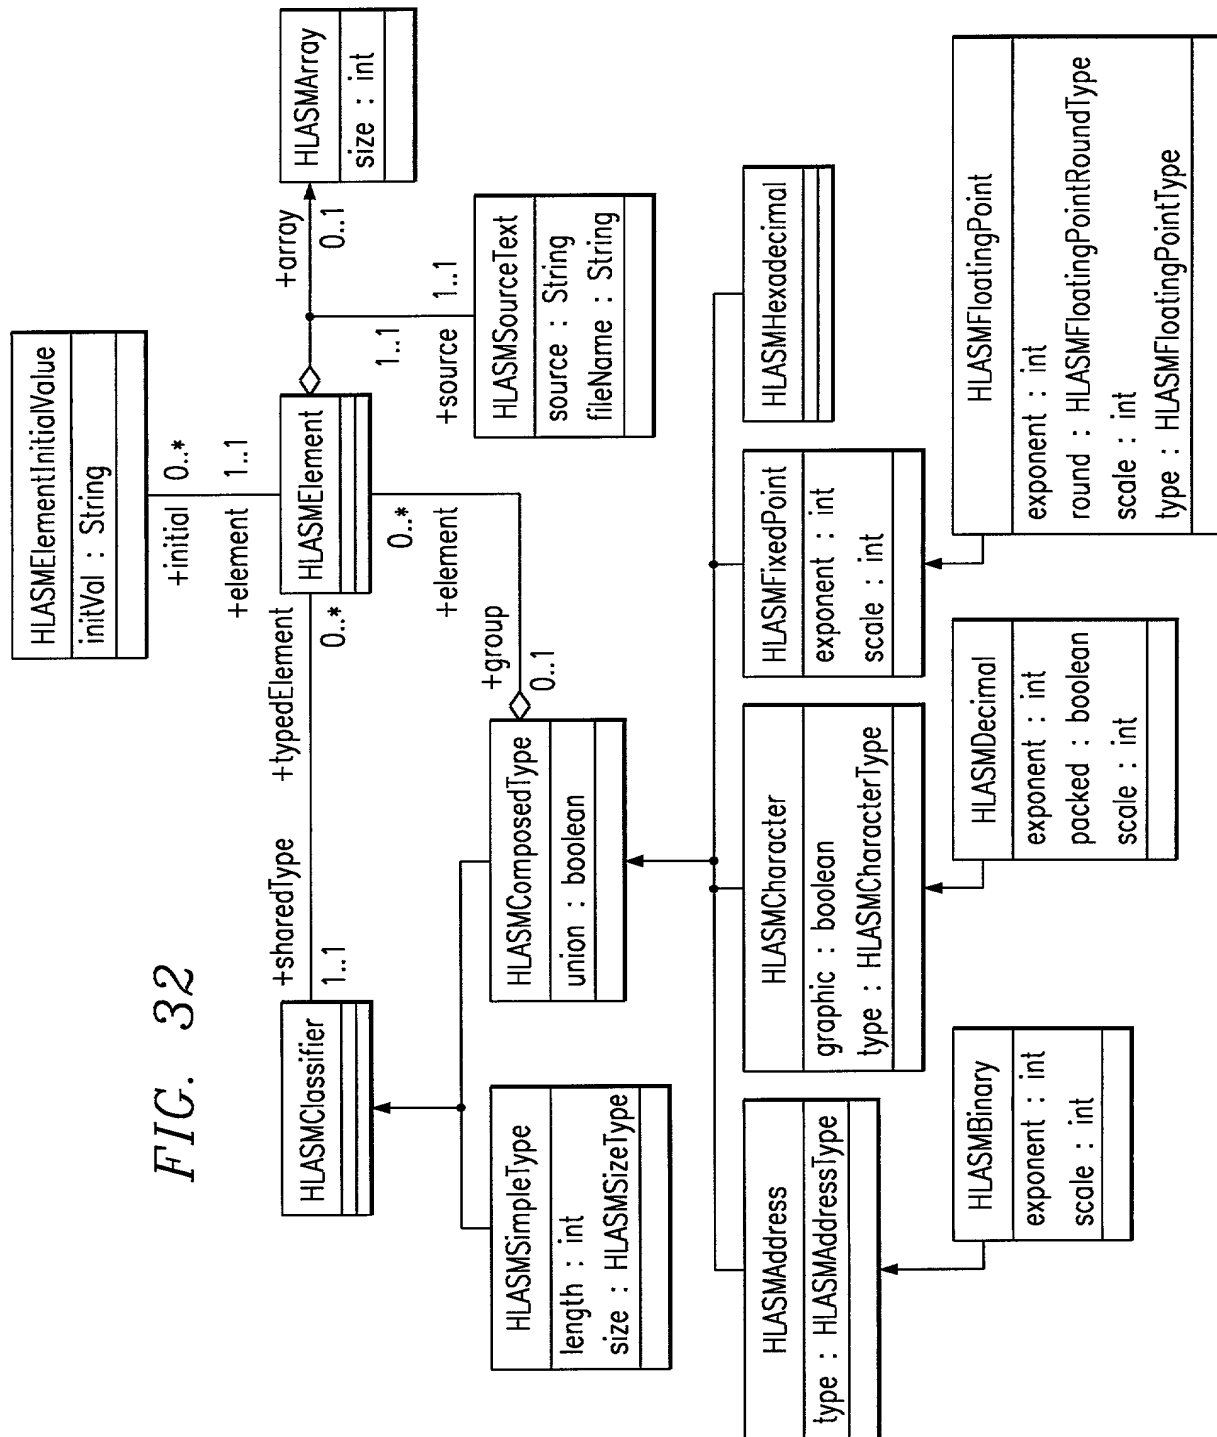 FIG. 32
HLASMElementInitialValue
initVal : String
+initial
0..*
+element
1..1
HLASMClassifier
+sharedType
1..1
+typedElement
0..*
HLASMElement
+array
0..1
HLASMArray
size : int
1..1
+source
1..1
HLASMSourceText
source : String
fileName : String
0..*
+element
+group
0..1
HLASMSimpleType
length : int
size : HLASMSizeType
HLASMComposedType
union : boolean
HLASMAddress
type : HLASMAddressType
HLASMCharacter
graphic : boolean
type : HLASMCharacterType
HLASMFixedPoint
exponent : int
scale : int
HLASMHexadecimal
HLASMBinary
exponent : int
scale : int
HLASMDecimal
exponent : int
packed : boolean
scale : int
HLASMFloatingPoint
exponent : int
round : HLASMFloatingPointRoundType
scale : int
type : HLASMFloatingPointType